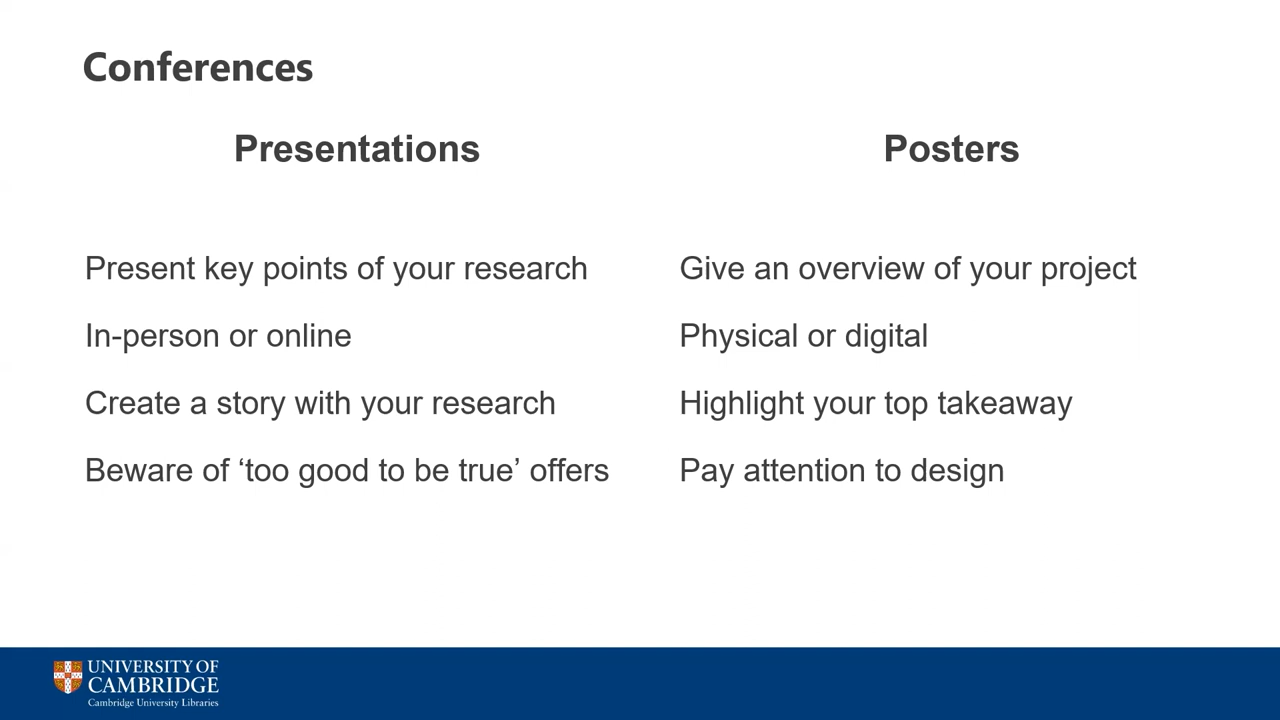 Conferences
Presentations
Present key points of your research
In-person or online
Create a story with your research
Beware of ‘too good to be true’ offers
Posters
Give an overview of your project
Physical or digital
Highlight your top takeaway
Pay attention to design
UNIVERSITY OF
CAMBRIDGE
Cambridge University Libraries